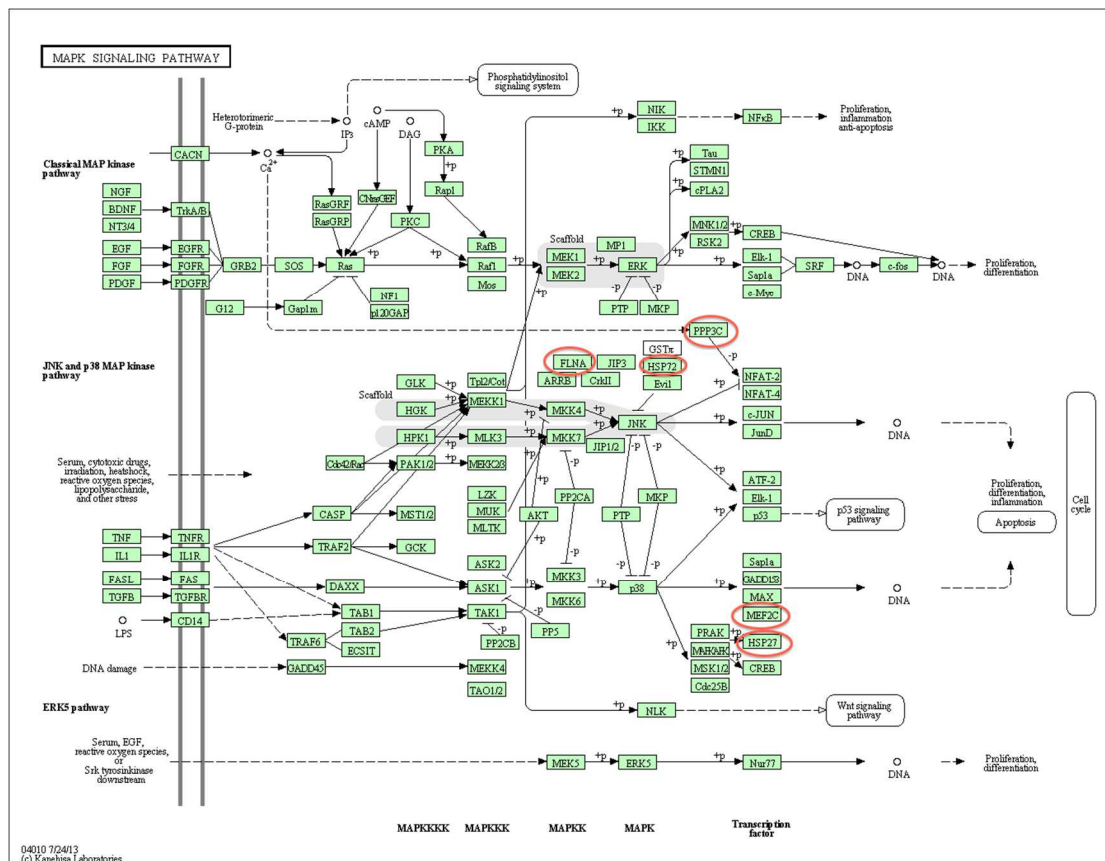 MAPK SIGNALING PATHWAY
Phosphatidylinositol
signaling system
Heterotrimeric
G-protein
IP3
cAMP
DAG
NIK
IKK
+p
NFκB
Proliferation,
inflammation
anti-apoptosis
Classical MAP kinase
pathway
CACN
Ca2+
PKA
+p
Rap1
Tau
STMN1
cPLA2
+p
NGF
BDNF
NT3/4
TrkA/B
RasGRF
RasGRP
CNrasGEF
PKC
MNK1/2
RSK2
+p
CREB
EGF
EGFR
FGF
FGFR
PDGF
PDGFR
GRB2
SOS
Ras
+p
RafB
Raf1
Mos
+p
Scaffold
MEK1
MEK2
MP1
+p
ERK
+p
Elk-1
Sap1a
c-Myc
SRF
DNA
c-fos
DNA
Proliferation,
differentiation
G12
Gap1m
NF1
p120GAP
-p
-p
PTP
MKP
PPP3C
-p
JNK and p38 MAP kinase
pathway
FLNA
JIP3
GSTπ
HSP72
ARRB
CrkII
Evi1
NFAT-2
NFAT-4
GLK
HGK
Tpl2/Cot
MEKK1
Scaffold
MKK4
MKK7
JNK
JIP1/2
+p
c-JUN
JunD
DNA
HPK1
MLK3
Cdc42/Rac
PAK1/2
MEKK2/3
Serum, cytotoxic drugs,
irradiation, heatshock,
reactive oxygen species,
lipopolysaccharide,
and other stress
LZK
MUK
MLTK
PP2CA
AKT
PTP
MKP
ATF-2
Elk-1
p53
p53 signaling
pathway
Proliferation,
differentiation,
inflammation
Apoptosis
Cell
cycle
CASP
MST1/2
TNF
TNFR
IL1
IL1R
TRAF2
GCK
FASL
FAS
TGFB
TGFBR
DAXX
ASK2
ASK1
+p
MKK3
MKK6
+p
p38
+p
Sap1a
GADD153
MAX
MEF2C
DNA
LPS
CD14
TAB1
TAB2
ECSIT
TRAF6
TAK1
-p
PP2CB
PP5
PRAK
MAPKAPK
MSK1/2
Cdc25B
+p
+p
HSP27
CREB
DNA damage
GADD45
MEKK4
TAO1/2
ERK5 pathway
+p
NLK
Wnt signaling
pathway
Serum, EGF,
reactive oxygen species,
or
Srk tyrosinkinase
downstream
MEK5
+p
ERK5
+p
Nur77
DNA
Proliferation,
differentiation
MAPKKKK
MAPKKK
MAPKK
MAPK
Transcription
factor
04010 7/24/13
(c) Kanehisa Laboratories